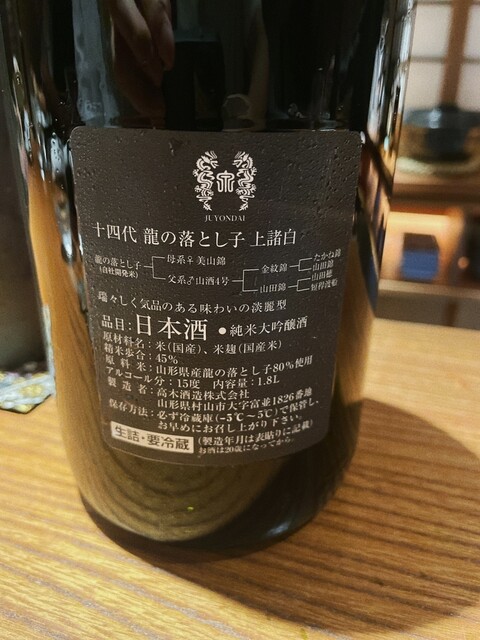 JUYONDAI
十四代 龍の落とし子 上諸白
龍の落とし子 母系♀美山錦
(自社開発米) 父系♂山酒4号 金紋錦 たかね錦
山田錦
山田錦 山田穂
短稈渡船
瑞々しく気品のある味わいの淡麗型
品目:日本酒 ●純米大吟醸酒
原材料名:米(国産)、米麹(国産米)
精米歩合:45%
原料米:山形県産龍の落とし子80%使用
アルコール分:15度 内容量:1.8L
製造者:高木酒造株式会社
山形県村山市大字富並1826番地
保存方法:必ず冷蔵庫(-5℃~5℃)で保管し、
お早めにお召し上がり下さい。
生詰・要冷蔵 (製造年月は表貼りに記載)
お酒は20歳になってから。